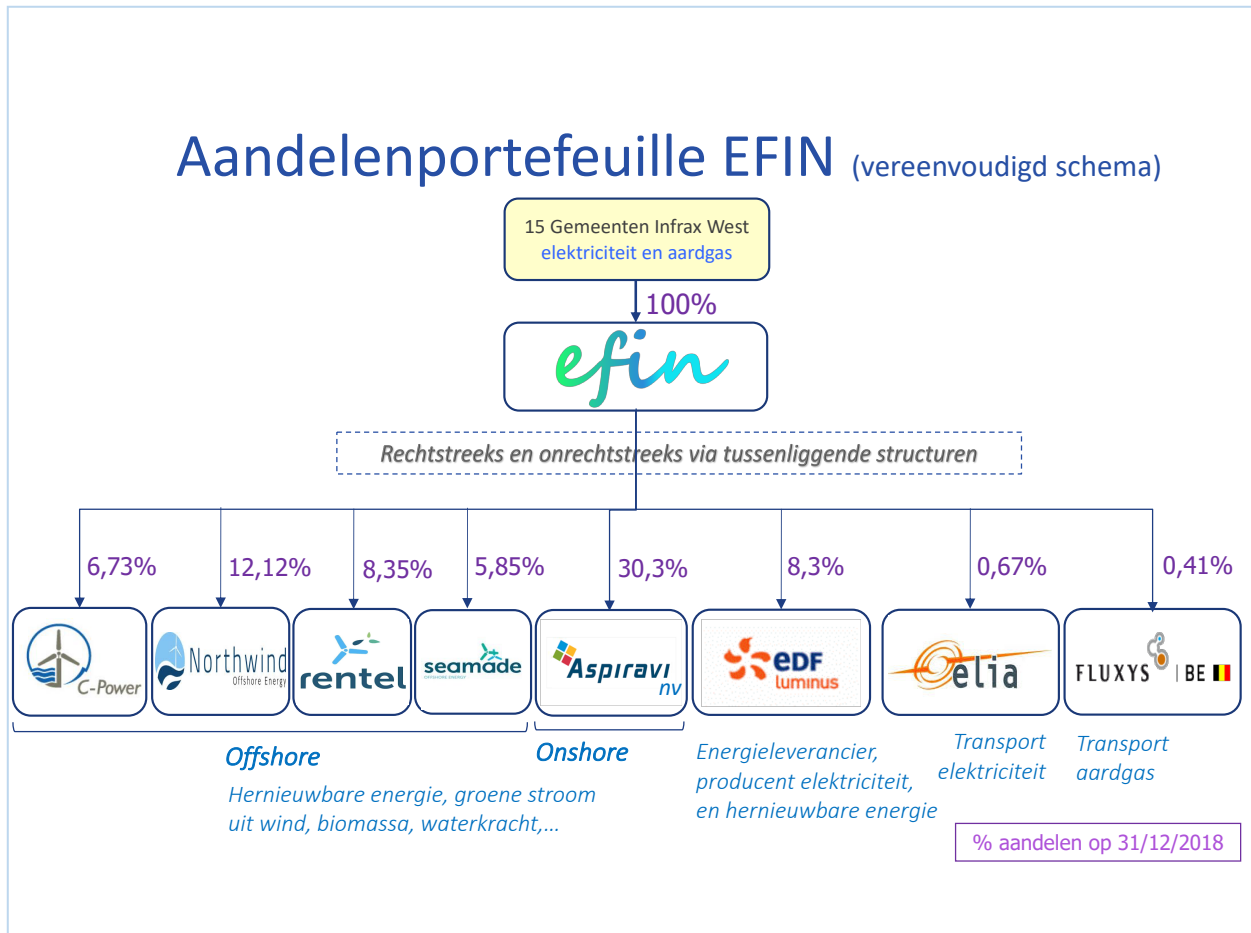 Aandelenportefeuille EFIN (vereenvoudigd schema)
15 Gemeenten Infrax West
elektriciteit en aardgas
100%
efin
Rechtstreeks en onrechtstreeks via tussenliggende structuren
6,73%
12,12%
8,35%
5,85%
30,3%
8,3%
0,67%
0,41%
C-Power
Northwind
Offshore Energy
rentel
seamade
OFFSHORE ENERGY
Aspiravi
nv
eDF
luminus
elia
FLUXYS | BE
Offshore
Hernieuwbare energie, groene stroom
uit wind, biomassa, waterkracht,…
Onshore
Energieleverancier,
producent elektriciteit,
en hernieuwbare energie
Transport
elektriciteit
Transport
aardgas
% aandelen op 31/12/2018